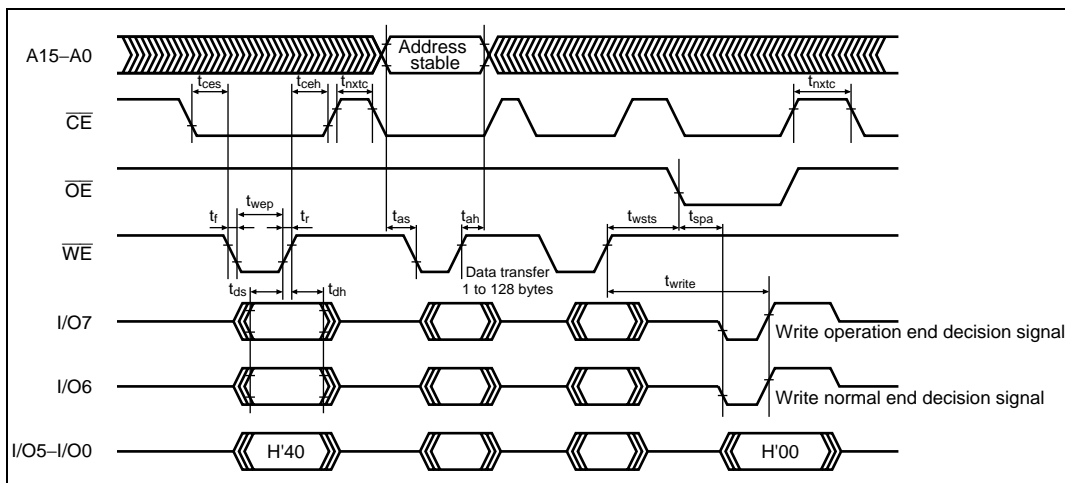 A15–A0
Address
stable
t_ces
t_ceh
t_nxtc
t_nxtc
CE
OE
t_wep
t_f
t_r
t_as
t_ah
t_wsts
t_spa
WE
Data transfer
1 to 128 bytes
t_write
t_ds
t_dh
I/O7
Write operation end decision signal
I/O6
Write normal end decision signal
I/O5–I/O0
H'40
H'00